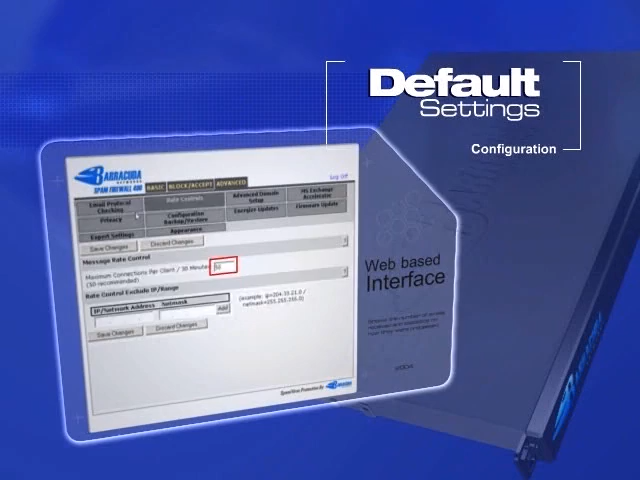 Default
Settings
Configuration
BARRACUDA
NETWORKS
SPAM FIREWALL 400
BASIC BLOCK/ACCEPT ADVANCED
Log Off
Email Protocol Checking
Rate Controls
Advanced Domain Setup
MS Exchange Accelerator
Privacy
Configuration Backup/Restore
Energize Updates
Firmware Update
Expert Settings
Appearance
Save Changes
Discard Changes
Message Rate Control
Maximum Connections Per Client / 30 Minutes
50
(50 recommended)
Rate Control Exclude IP/Range
IP/Network Address
Netmask
Add
Save Changes
Discard Changes
Web based
Interface
BARRACUDA